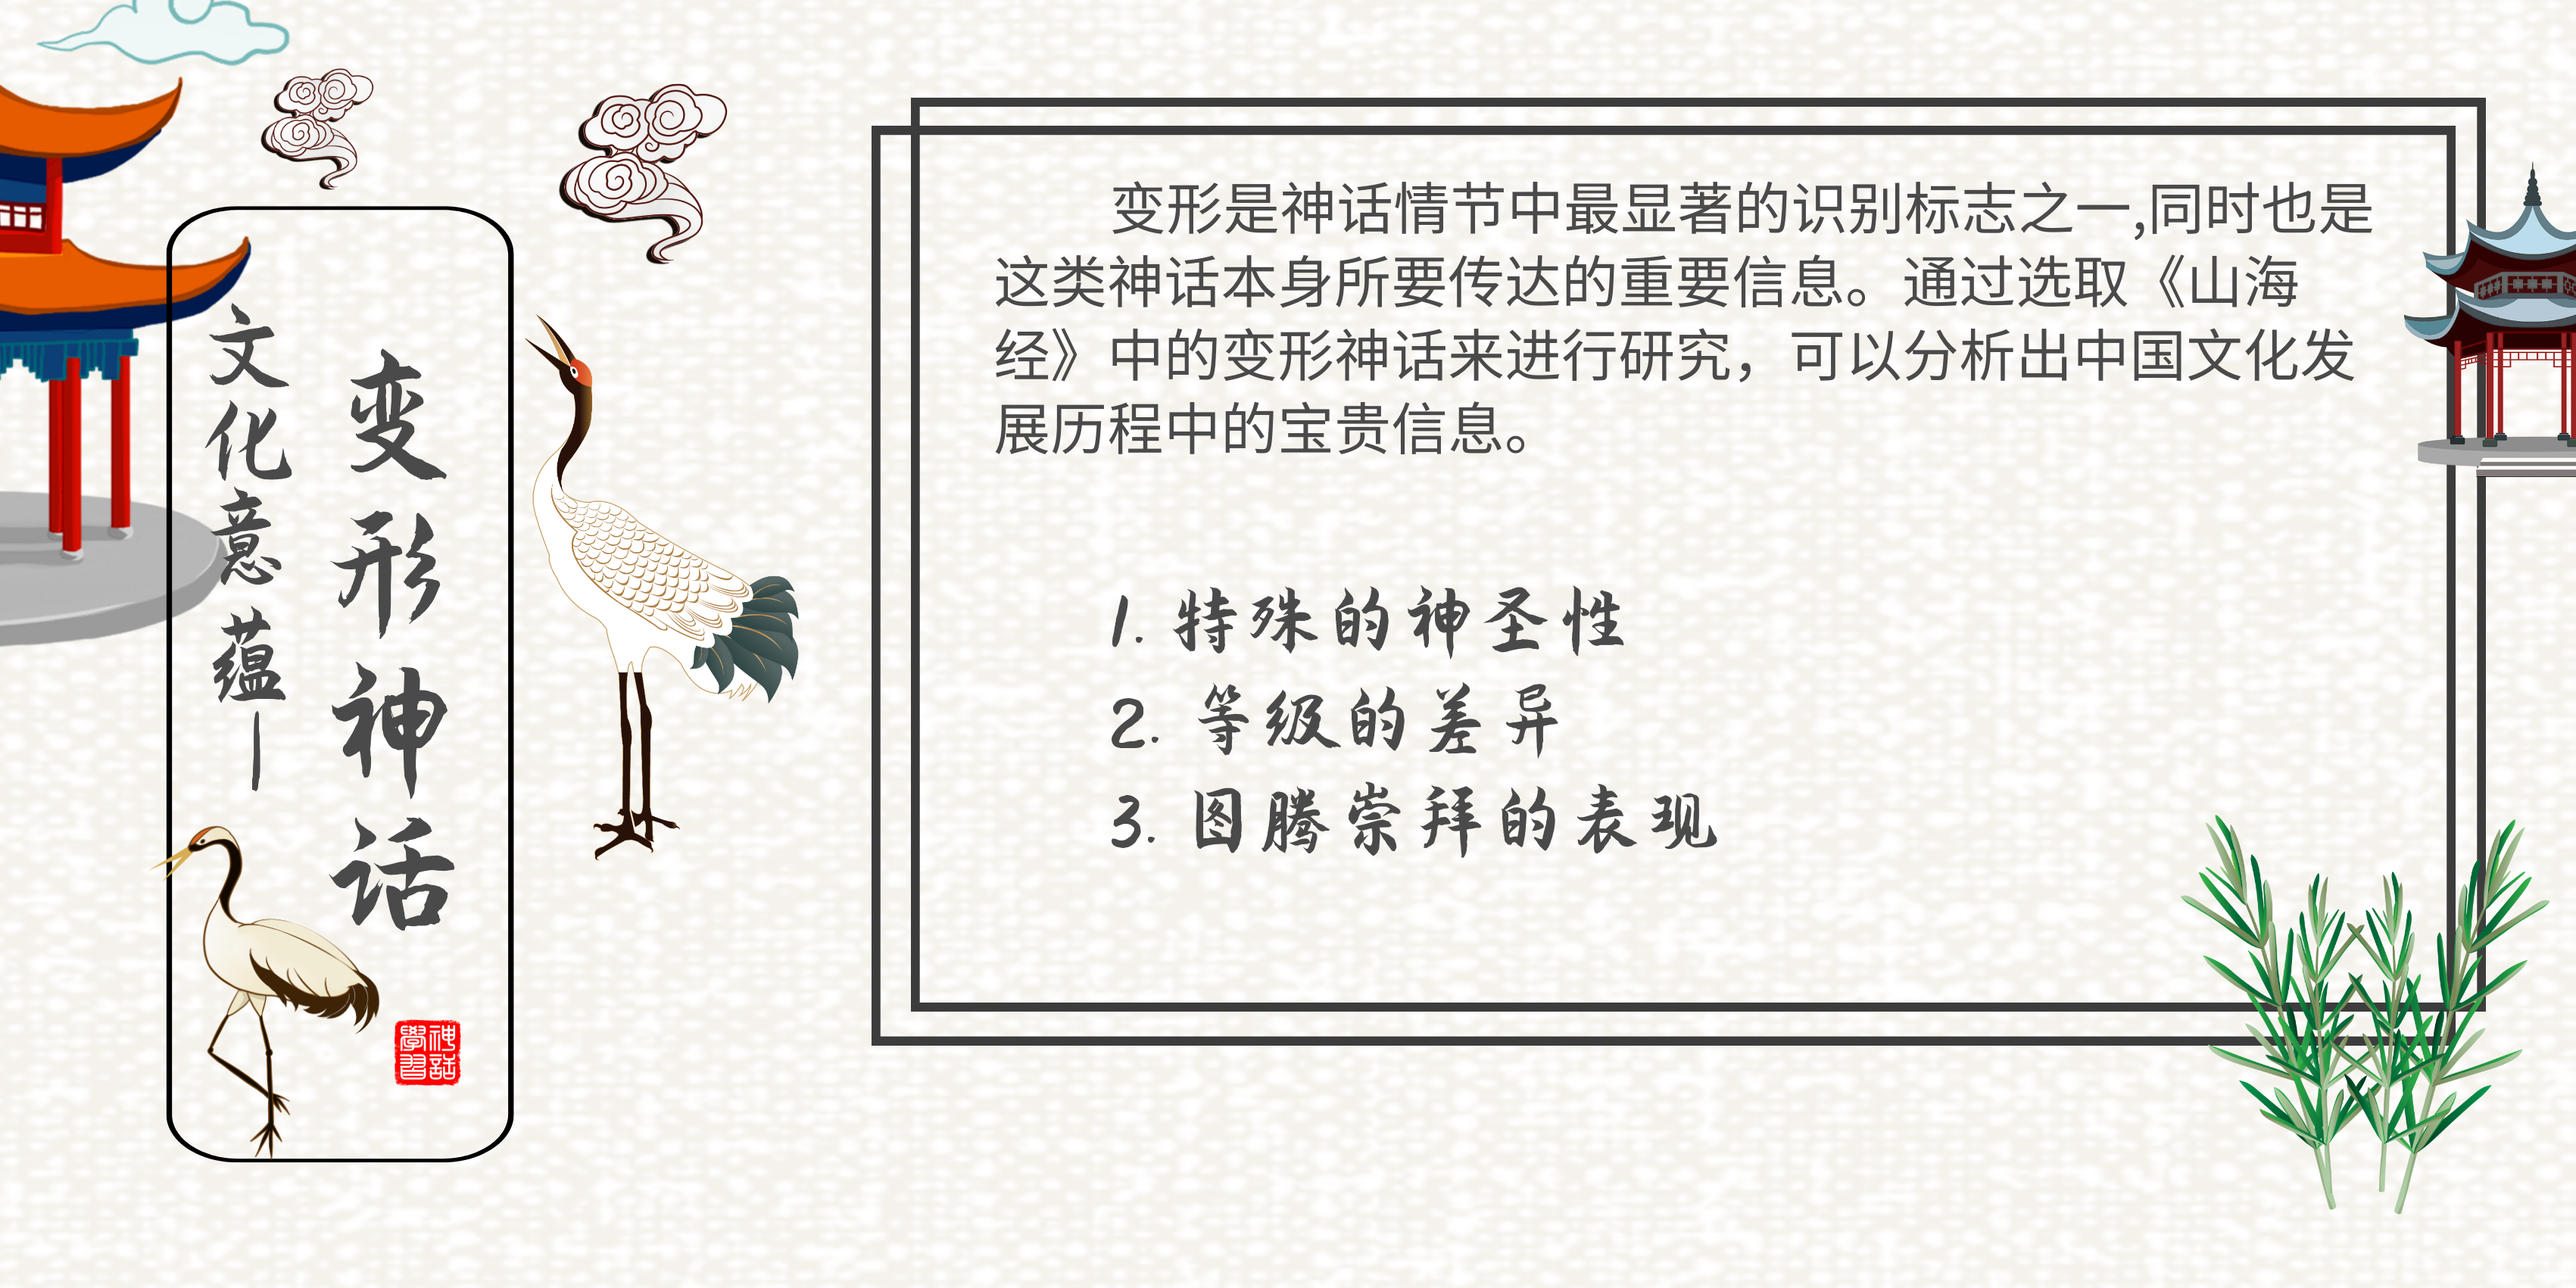 变形神话
文化意蕴—
神話
學習
变形是神话情节中最显著的识别标志之一,同时也是
这类神话本身所要传达的重要信息。通过选取《山海
经》中的变形神话来进行研究，可以分析出中国文化发
展历程中的宝贵信息。
1. 特殊的神圣性
2. 等级的差异
3. 图腾崇拜的表现